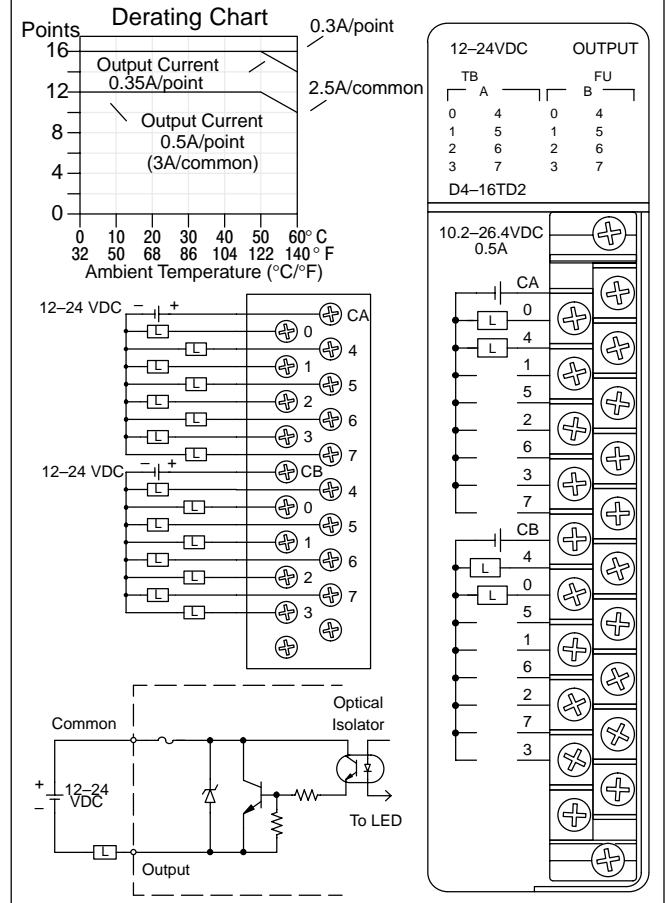 Derating Chart
Points
16
12
8
4
0
Output Current
0.35A/point
Output Current
0.5A/point
(3A/common)
0.3A/point
2.5A/common
0 10 20 30 40 50 60° C
32 50 68 86 104 122 140° F
Ambient Temperature (°C/°F)
12–24 VDC – +
CA
L 0
L 4
L 1
L 5
L 2
L 6
L 3
L 7
12–24 VDC – +
CB
L 4
L 0
L 5
L 1
L 6
L 2
L 7
L 3
Common
Optical
Isolator
+
–
12–24
VDC
To LED
L
Output
12–24VDC OUTPUT
TB FU
A B
0 4 0 4
1 5 1 5
2 6 2 6
3 7 3 7
D4–16TD2
10.2–26.4VDC
0.5A
CA
L 0
L 4
1
5
2
6
3
7
CB
L 4
L 0
5
1
6
2
7
3